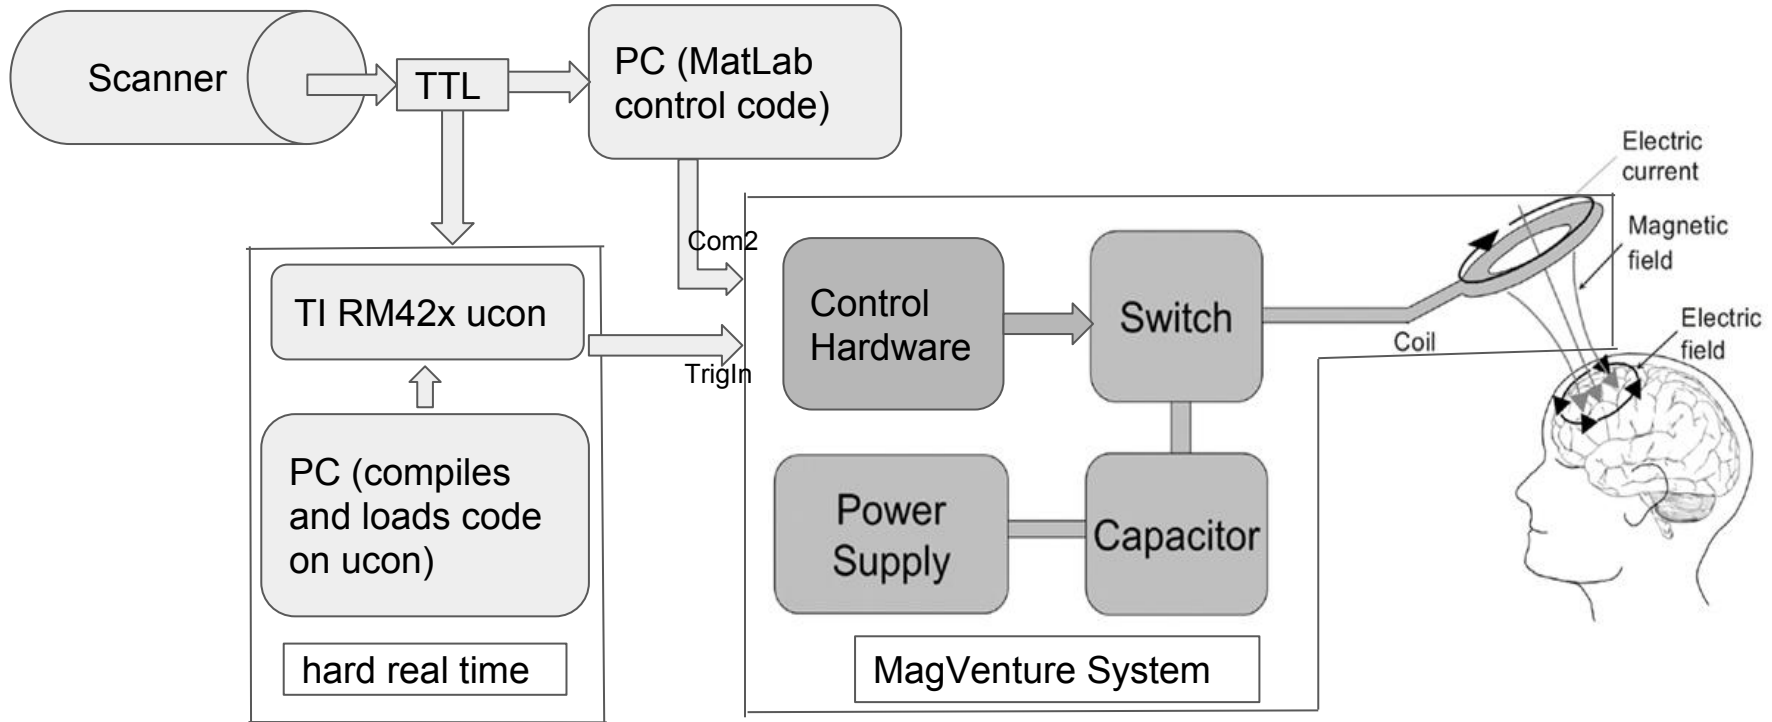 Scanner
TTL
PC (MatLab
control code)
Electric
current
Magnetic
field
Com2
TI RM42x ucon
Control
Hardware
Switch
Coil
Electric
field
TrigIn
PC (compiles
and loads code
on ucon)
Power
Supply
Capacitor
hard real time
MagVenture System